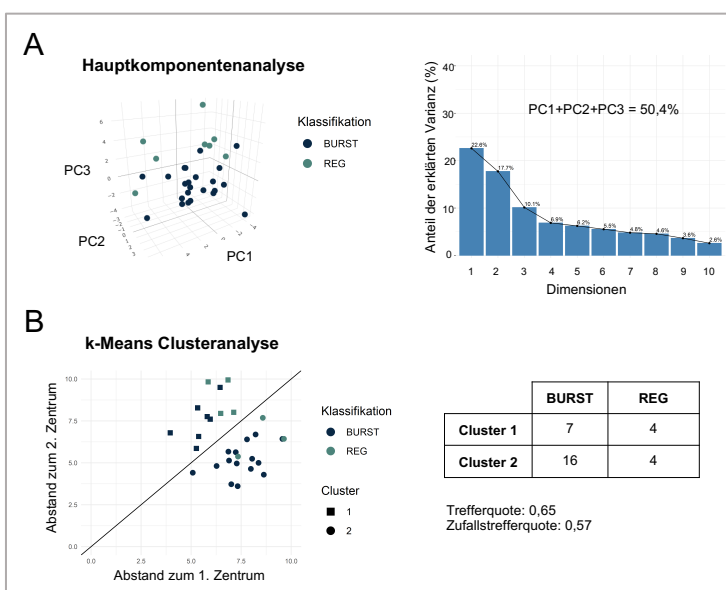 A
Hauptkomponentenanalyse
Klassifikation
BURST
REG
PC3
PC2
PC1
6
4
2
0
Anteil der erklärten Varianz (%)
40
30
20
10
0
PC1+PC2+PC3 = 50,4%
22.6%
17.7%
10.1%
6.9%
6.2%
5.5%
4.8%
4.6%
3.6%
2.6%
1 2 3 4 5 6 7 8 9 10
Dimensionen
B
k-Means Clusteranalyse
Abstand zum 2. Zentrum
10.0
7.5
5.0
2.5
0.0
0.0 2.5 5.0 7.5 10.0
Abstand zum 1. Zentrum
Klassifikation
BURST
REG
Cluster
1
2
BURST REG
Cluster 1 7 4
Cluster 2 16 4
Trefferquote: 0,65
Zufallstrefferquote: 0,57